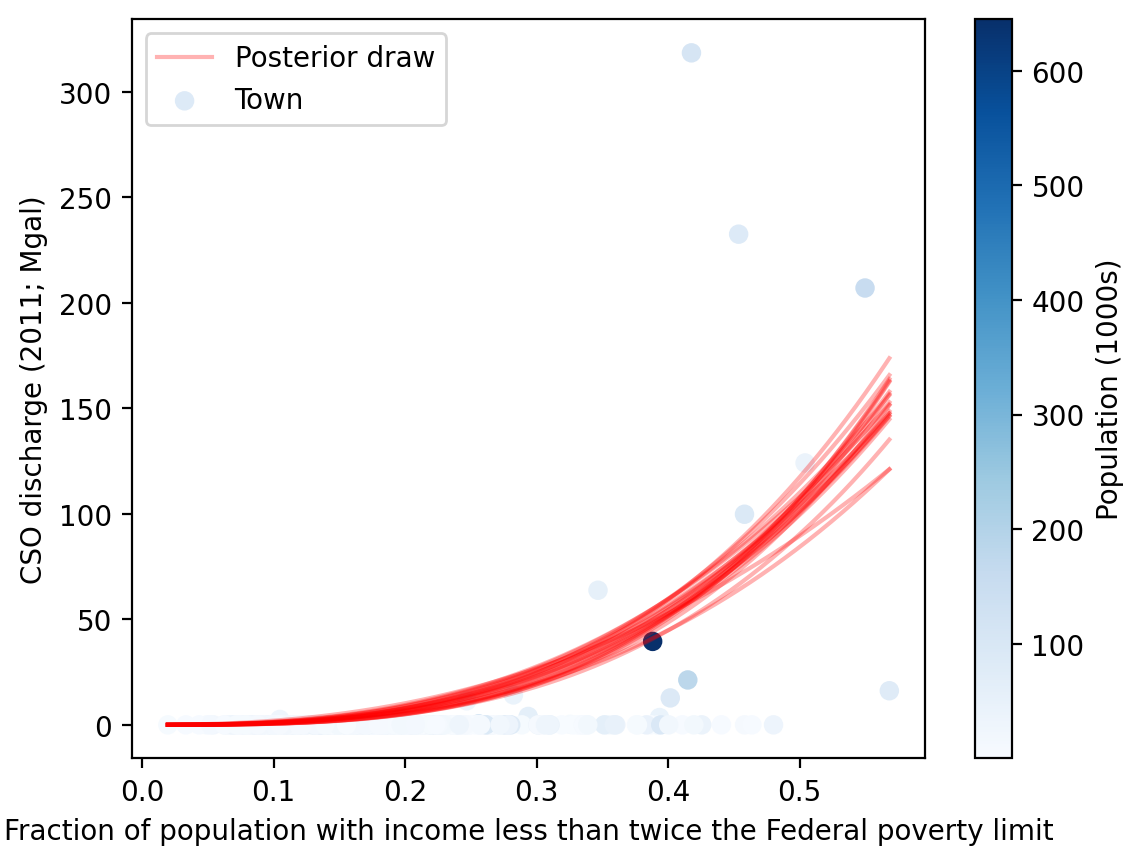 Posterior draw
Town
CSO discharge (2011; Mgal)
300
250
200
150
100
50
0
0.0 0.1 0.2 0.3 0.4 0.5
Fraction of population with income less than twice the Federal poverty limit
600
500
400
300
200
100
Population (1000s)